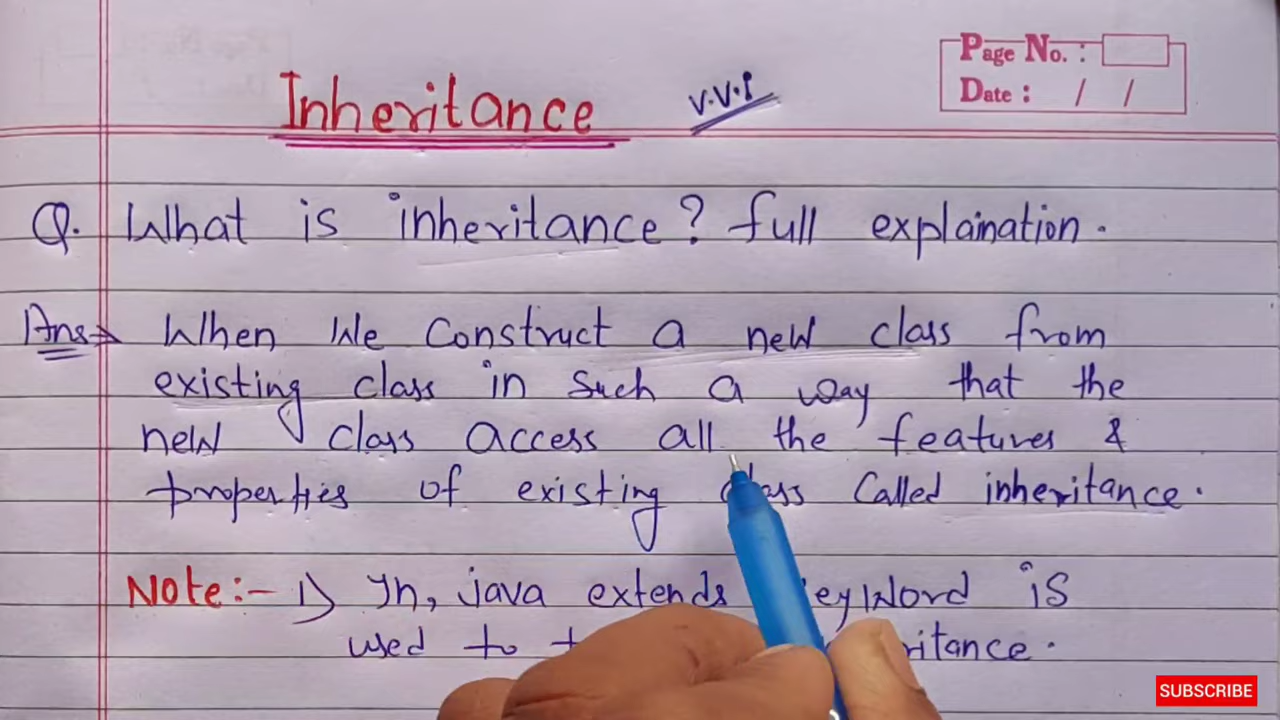 Page No. :
Date : / /
Inheritance V.V.I
Q. What is inheritance? full explaination.
Ans→ When We construct a new class from
existing class in such a way that the
new class access all the features &
properties of existing class called inheritance.
Note:- 1) In, java extends keyword is
used to
SUBSCRIBE